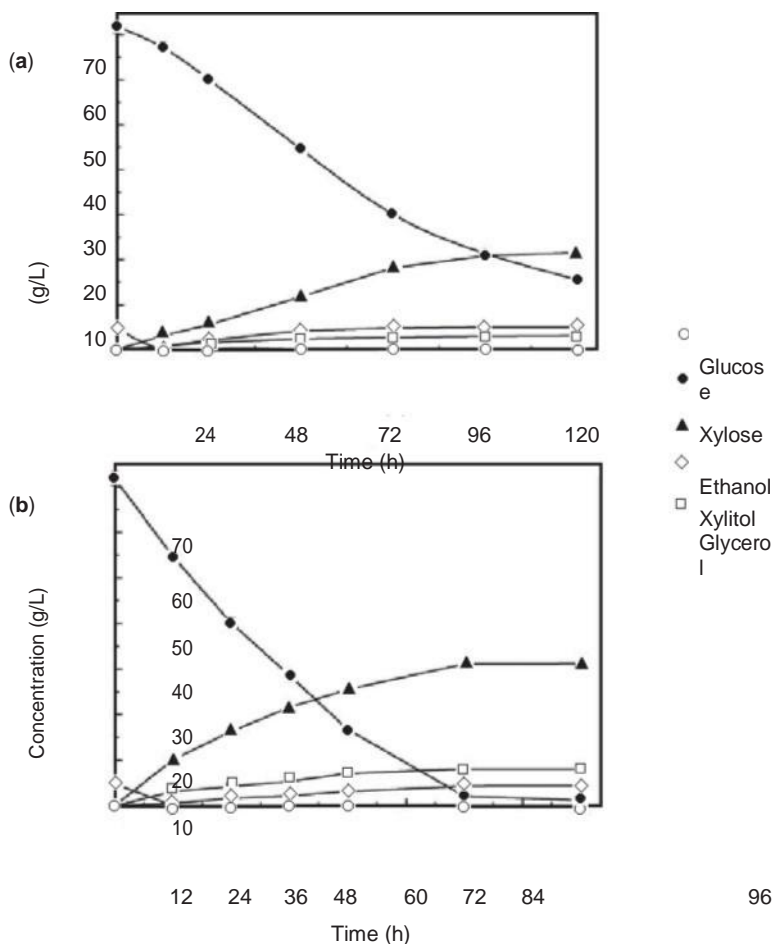 (a)
70
60
50
40
30
20
10
(g/L)
24 48 72 96 120
Time (h)
Glucos
e
Xylose
Ethanol
Xylitol
Glycero
l
(b)
70
60
50
40
30
20
10
Concentration (g/L)
12 24 36 48 60 72 84 96
Time (h)